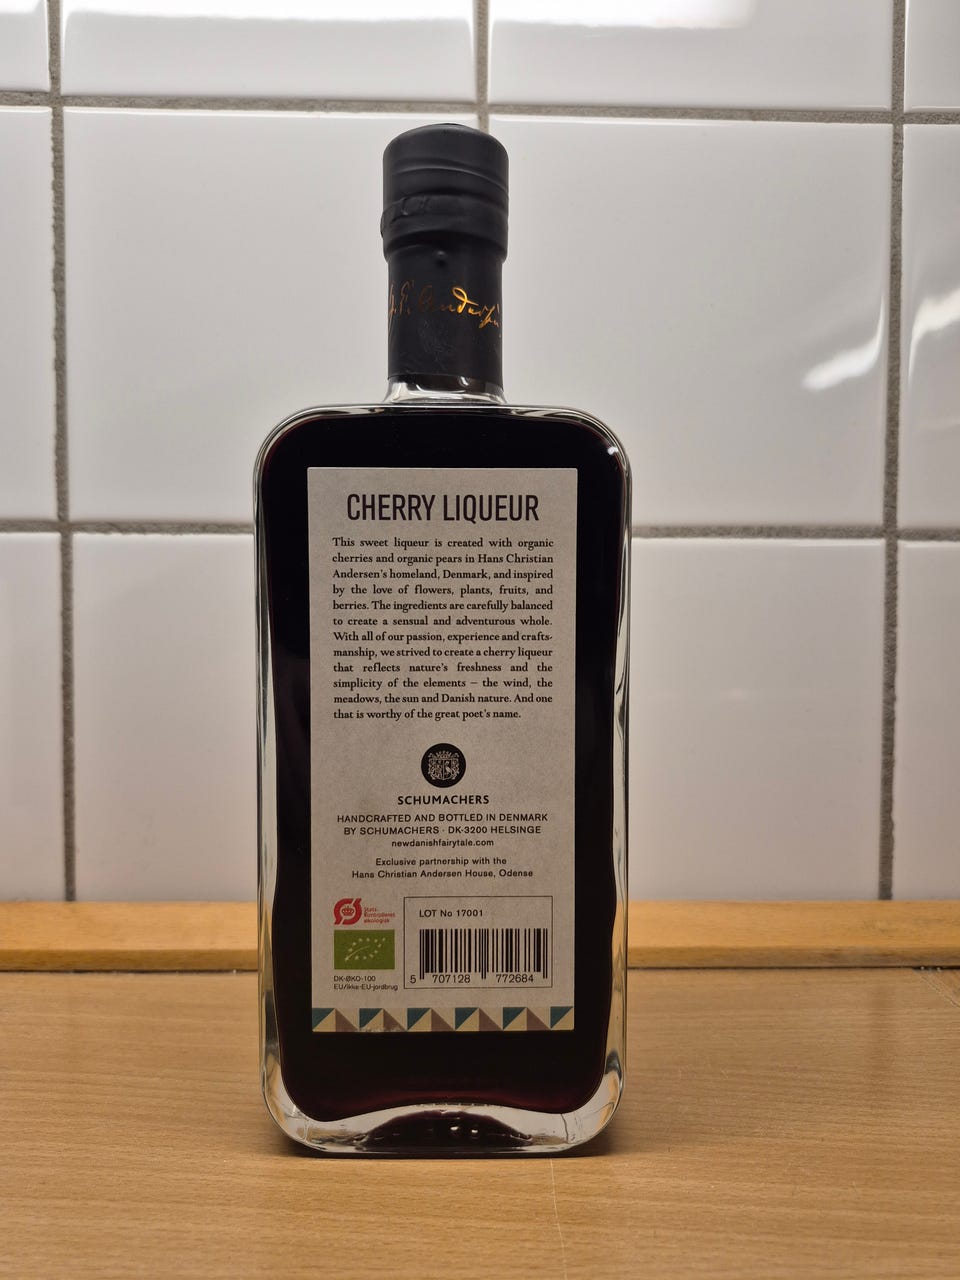 H.C. Andersen
CHERRY LIQUEUR
This sweet liqueur is created with organic
cherries and organic pears in Hans Christian
Andersen's homeland, Denmark, and inspired
by the love of flowers, plants, fruits, and
berries. The ingredients are carefully balanced
to create a sensual and adventurous whole.
With all of our passion, experience and crafts-
manship, we strived to create a cherry liqueur
that reflects nature's freshness and the
simplicity of the elements – the wind, the
meadows, the sun and Danish nature. And one
that is worthy of the great poet's name.
SCHUMACHERS
HANDCRAFTED AND BOTTLED IN DENMARK
BY SCHUMACHERS · DK-3200 HELSINGE
newdanishfairytale.com
Exclusive partnership with the
Hans Christian Andersen House, Odense
Ø
Stats-
kontrolleret
økologisk
DK-ØKO-100
EU/ikke-EU-jordbrug
LOT No 17001
5 707128 772684